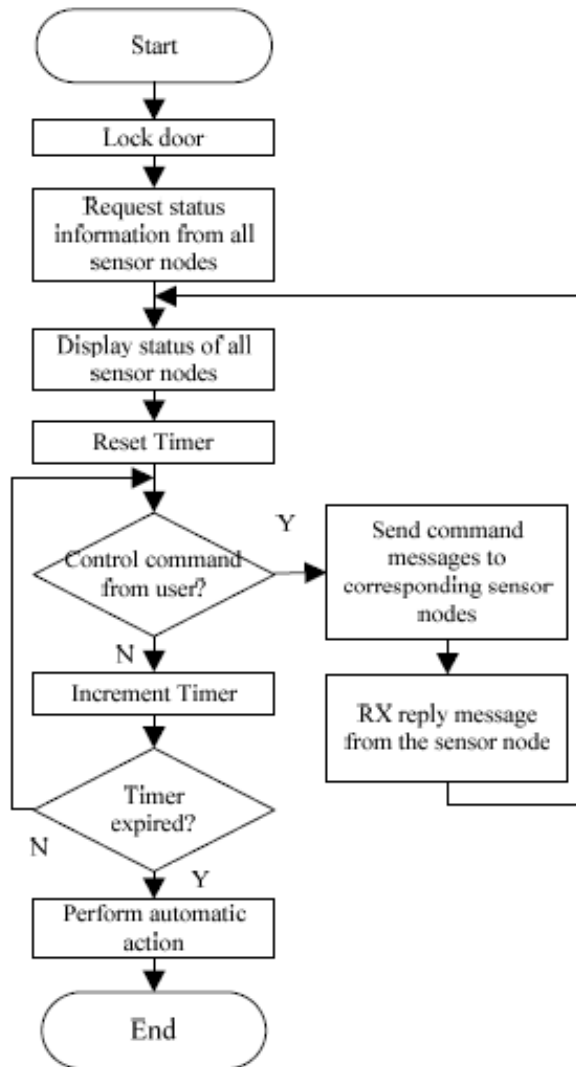 Start
Lock door
Request status
information from all
sensor nodes
Display status of all
sensor nodes
Reset Timer
Control command
from user?
Y
Send command
messages to
corresponding sensor
nodes
N
Increment Timer
RX reply message
from the sensor node
Timer
expired?
N
Y
Perform automatic
action
End